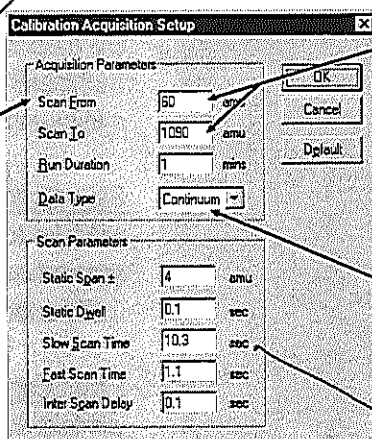 Calibration Acquisition Setup
Acquisition Parameters
Scan From 60 amu
Scan To 1090 amu
Run Duration 1 mins
Data Type Continuum
OK
Cancel
Default
Scan Parameters
Static Span ± 4 amu
Static Dwell 0.1 sec
Slow Scan Time 10.3 sec
Fast Scan Time 1.1 sec
Inter Scan Delay 0.1 sec